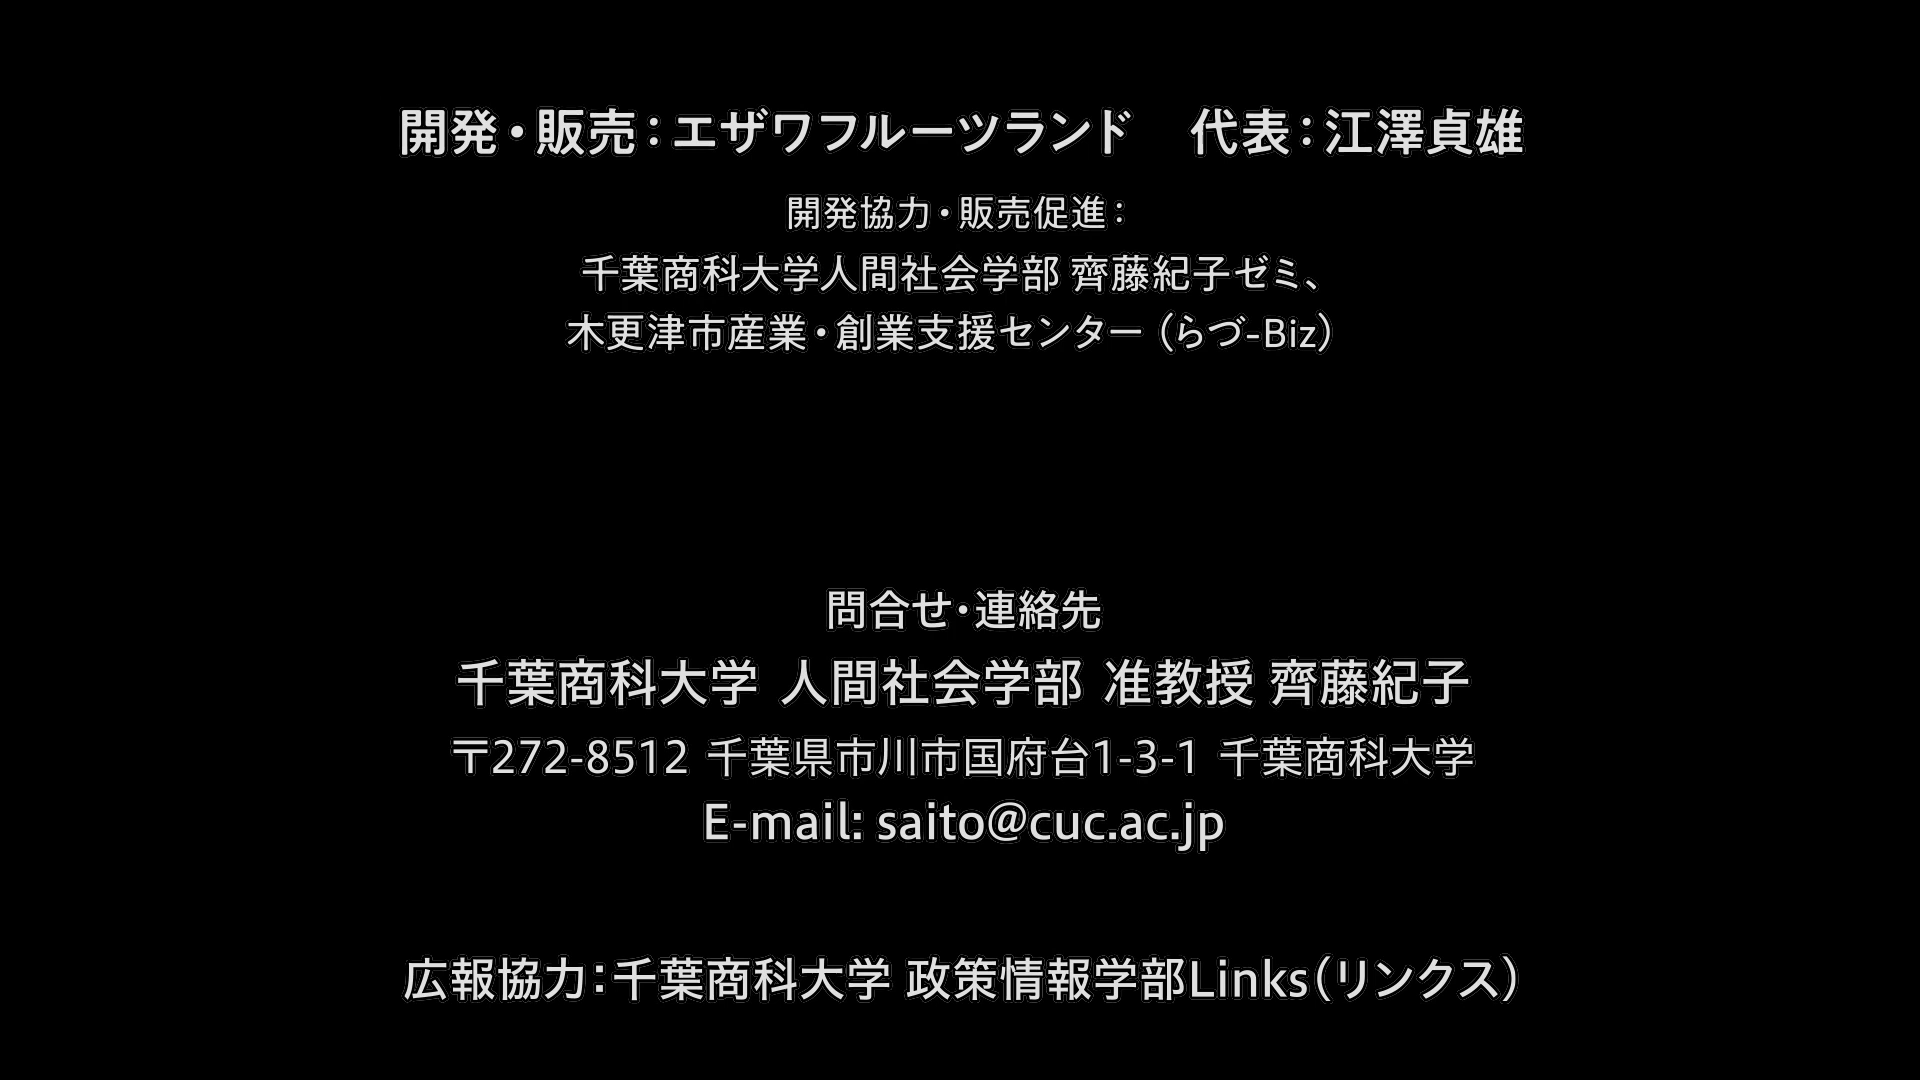 開発・販売：エザワフルーツランド　代表：江澤貞雄
開発協力・販売促進：
千葉商科大学人間社会学部 齊藤紀子ゼミ、
木更津市産業・創業支援センター（らづ-Biz）
問合せ・連絡先
千葉商科大学 人間社会学部 准教授 齊藤紀子
〒272-8512 千葉県市川市国府台1-3-1 千葉商科大学
E-mail: saito@cuc.ac.jp
広報協力：千葉商科大学 政策情報学部Links（リンクス）